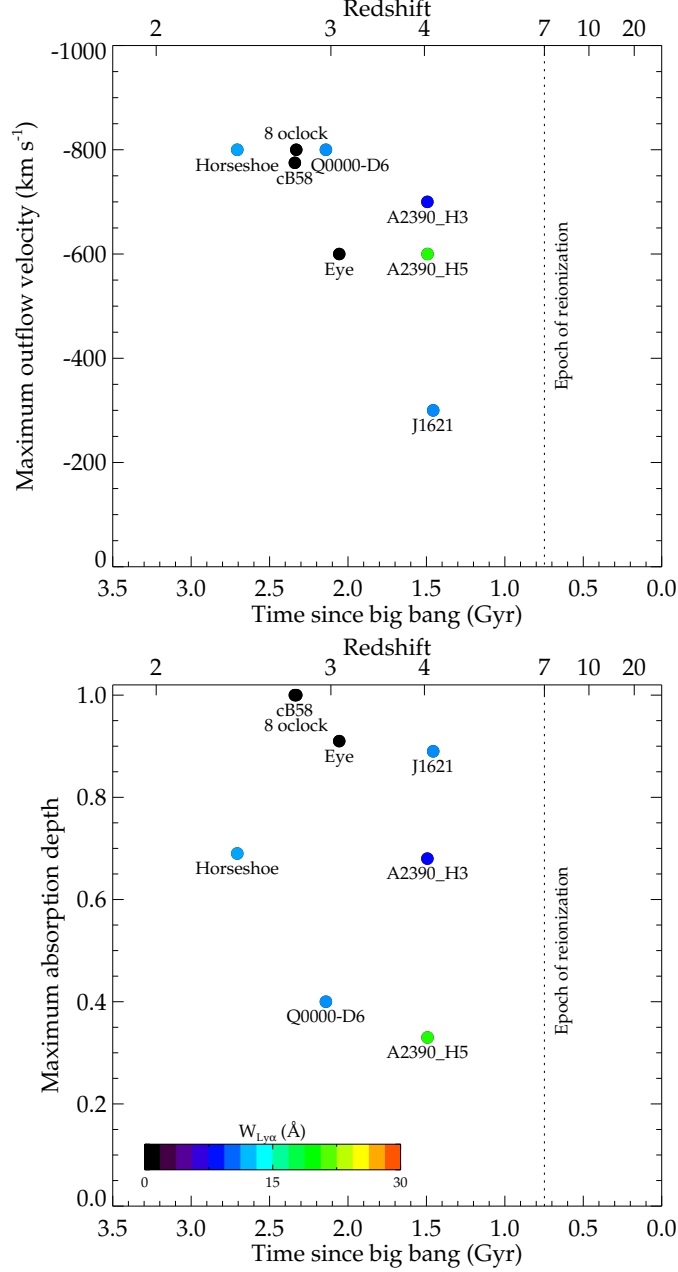 Redshift
2 3 4 7 10 20
-1000
-800
-600
-400
-200
0
Maximum outflow velocity (km s⁻¹)
8 oclock
Horseshoe
Q0000-D6
cB58
A2390_H3
Eye
A2390_H5
J1621
Epoch of reionization
3.5 3.0 2.5 2.0 1.5 1.0 0.5 0.0
Time since big bang (Gyr)
Redshift
2 3 4 7 10 20
1.0
0.8
0.6
0.4
0.2
0.0
Maximum absorption depth
cB58
8 oclock
Eye
J1621
Horseshoe
A2390_H3
Q0000-D6
A2390_H5
Epoch of reionization
W_Lyα (Å)
0 15 30
3.5 3.0 2.5 2.0 1.5 1.0 0.5 0.0
Time since big bang (Gyr)